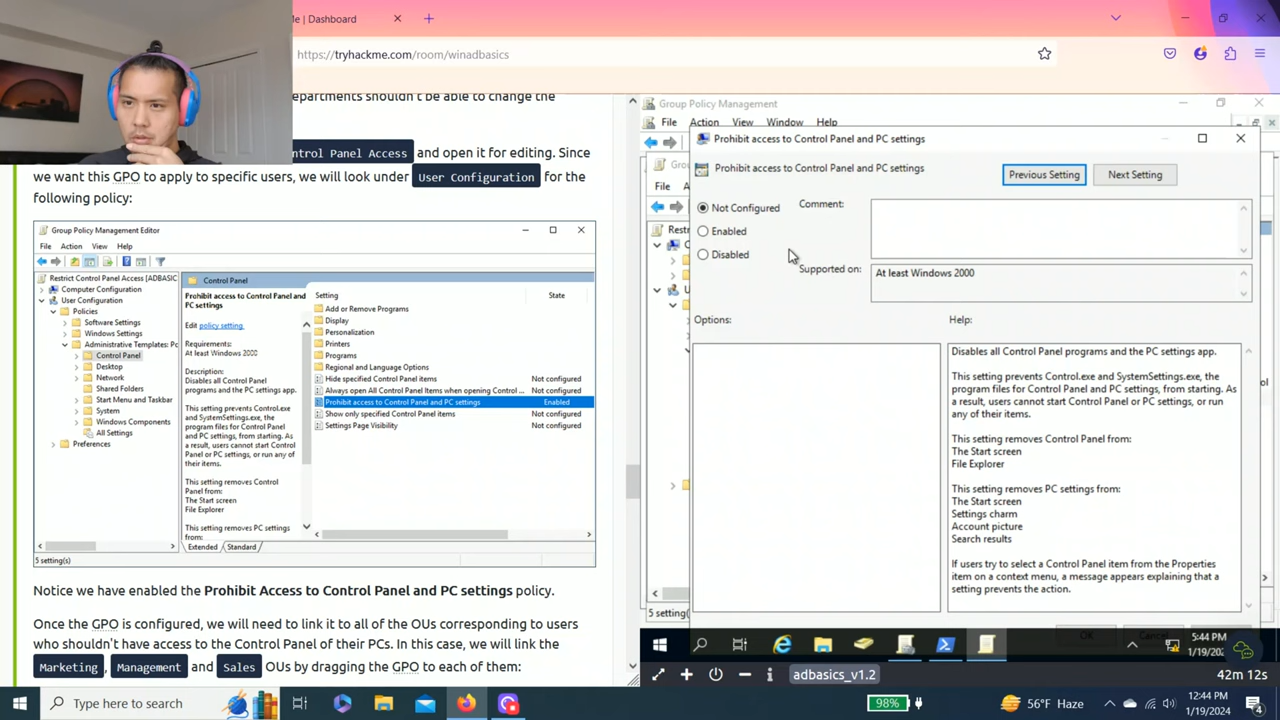 Me | Dashboard
https://tryhackme.com/room/winadbasics
departments shouldn't be able to change the
Control Panel Access and open it for editing. Since
we want this GPO to apply to specific users, we will look under User Configuration for the
following policy:
Group Policy Management Editor
File Action View Help
Restrict Control Panel Access [ADBASIC
Computer Configuration
User Configuration
Policies
Software Settings
Windows Settings
Administrative Templates: Po
Control Panel
Desktop
Network
Shared Folders
Start Menu and Taskbar
System
Windows Components
All Settings
Preferences
Control Panel
Prohibit access to Control Panel and
PC settings
Edit policy setting.
Requirements:
At least Windows 2000
Description:
Disables all Control Panel
programs and the PC settings app.
This setting prevents Control.exe
and SystemSettings.exe, the
program files for Control Panel
and PC settings, from starting. As
a result, users cannot start Control
Panel or PC settings, or run any of
their items.
This setting removes Control
Panel from:
The Start screen
File Explorer
This setting removes PC settings
from:
Setting State
Add or Remove Programs
Display
Personalization
Printers
Programs
Regional and Language Options
Hide specified Control Panel items Not configured
Always open All Control Panel Items when opening Control ... Not configured
Prohibit access to Control Panel and PC settings Enabled
Show only specified Control Panel items Not configured
Settings Page Visibility Not configured
Extended Standard
5 setting(s)
Notice we have enabled the Prohibit Access to Control Panel and PC settings policy.
Once the GPO is configured, we will need to link it to all of the OUs corresponding to users
who shouldn't have access to the Control Panel of their PCs. In this case, we will link the
Marketing, Management and Sales OUs by dragging the GPO to each of them:
Group Policy Management
File Action View Window Help
Prohibit access to Control Panel and PC settings
Prohibit access to Control Panel and PC settings
Previous Setting Next Setting
Not Configured
Enabled
Disabled
Comment:
Supported on:
At least Windows 2000
Options:
Help:
Disables all Control Panel programs and the PC settings app.
This setting prevents Control.exe and SystemSettings.exe, the
program files for Control Panel and PC settings, from starting. As a
result, users cannot start Control Panel or PC settings, or run
any of their items.
This setting removes Control Panel from:
The Start screen
File Explorer
This setting removes PC settings from:
The Start screen
Settings charm
Account picture
Search results
If users try to select a Control Panel item from the Properties
item on a context menu, a message appears explaining that a
setting prevents the action.
OK Cancel
File
Restr
C
U
5 setting(s)
5:44 PM
1/19/2024
adbasics_v1.2
42m 12s
Type here to search
98%
56°F Haze
12:44 PM
1/19/2024
4